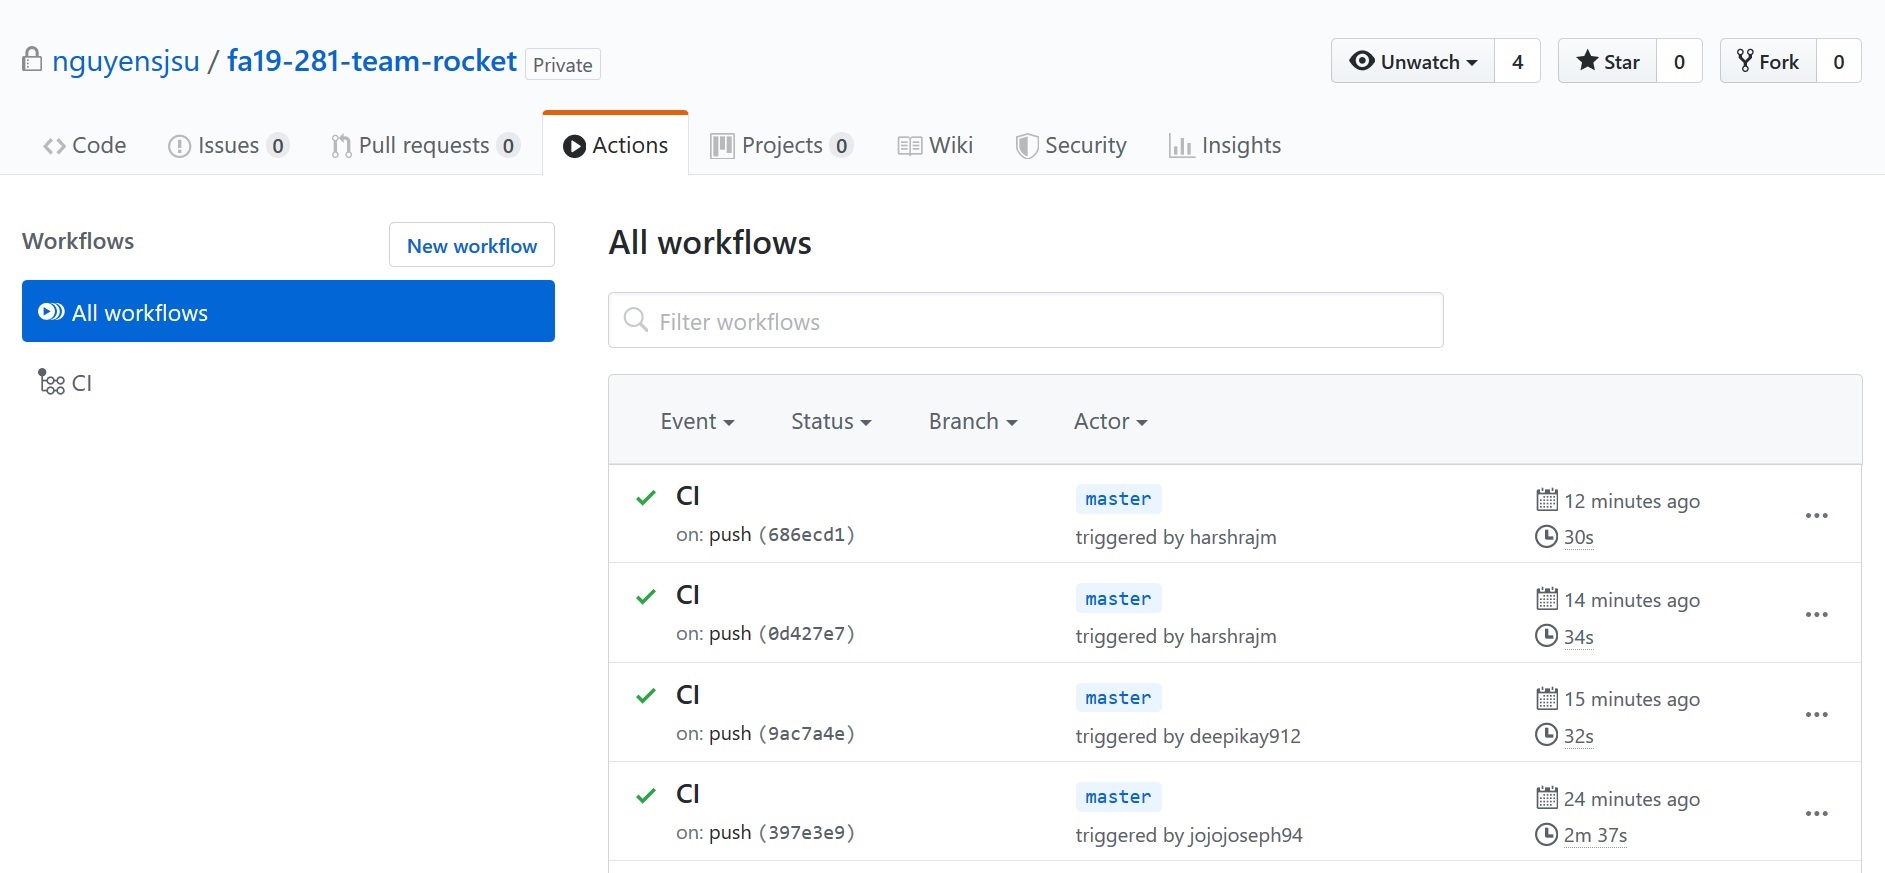 nguyensjsu / fa19-281-team-rocket Private
Unwatch 4 Star 0 Fork 0
Code Issues 0 Pull requests 0 Actions Projects 0 Wiki Security Insights
Workflows New workflow
All workflows
CI
All workflows
Filter workflows
Event Status Branch Actor
CI master 12 minutes ago
on: push (686ecd1) triggered by harshrajm 30s
CI master 14 minutes ago
on: push (0d427e7) triggered by harshrajm 34s
CI master 15 minutes ago
on: push (9ac7a4e) triggered by deepikay912 32s
CI master 24 minutes ago
on: push (397e3e9) triggered by jojojoseph94 2m 37s